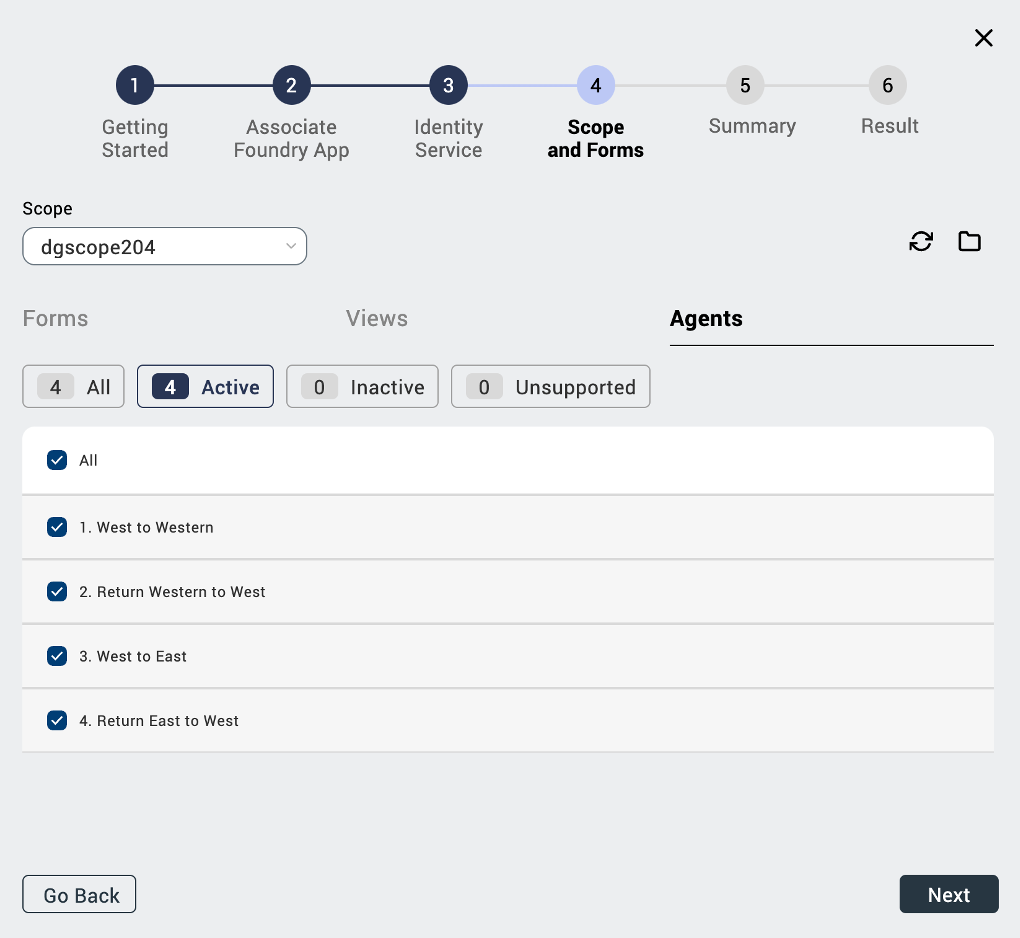 1 2 3 4 5 6
Getting Started
Associate Foundry App
Identity Service
Scope and Forms
Summary
Result
Scope
dgscope204
Forms Views Agents
4 All 4 Active 0 Inactive 0 Unsupported
All
1. West to Western
2. Return Western to West
3. West to East
4. Return East to West
Go Back Next